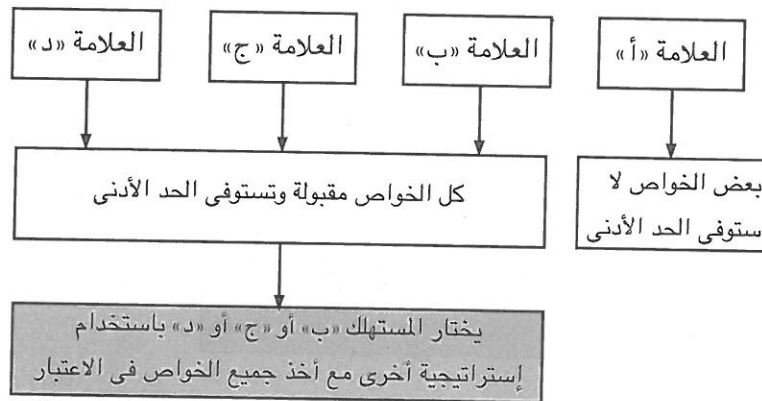 العلامة «أ»
العلامة «ب»
العلامة «ج»
العلامة «د»
بعض الخواص لا
ستوفى الحد الأدنى
كل الخواص مقبولة وتستوفى الحد الأدنى
يختار المستهلك «ب» أو «ج» أو «د» باستخدام
إستراتيجية أخرى مع أخذ جميع الخواص فى الاعتبار